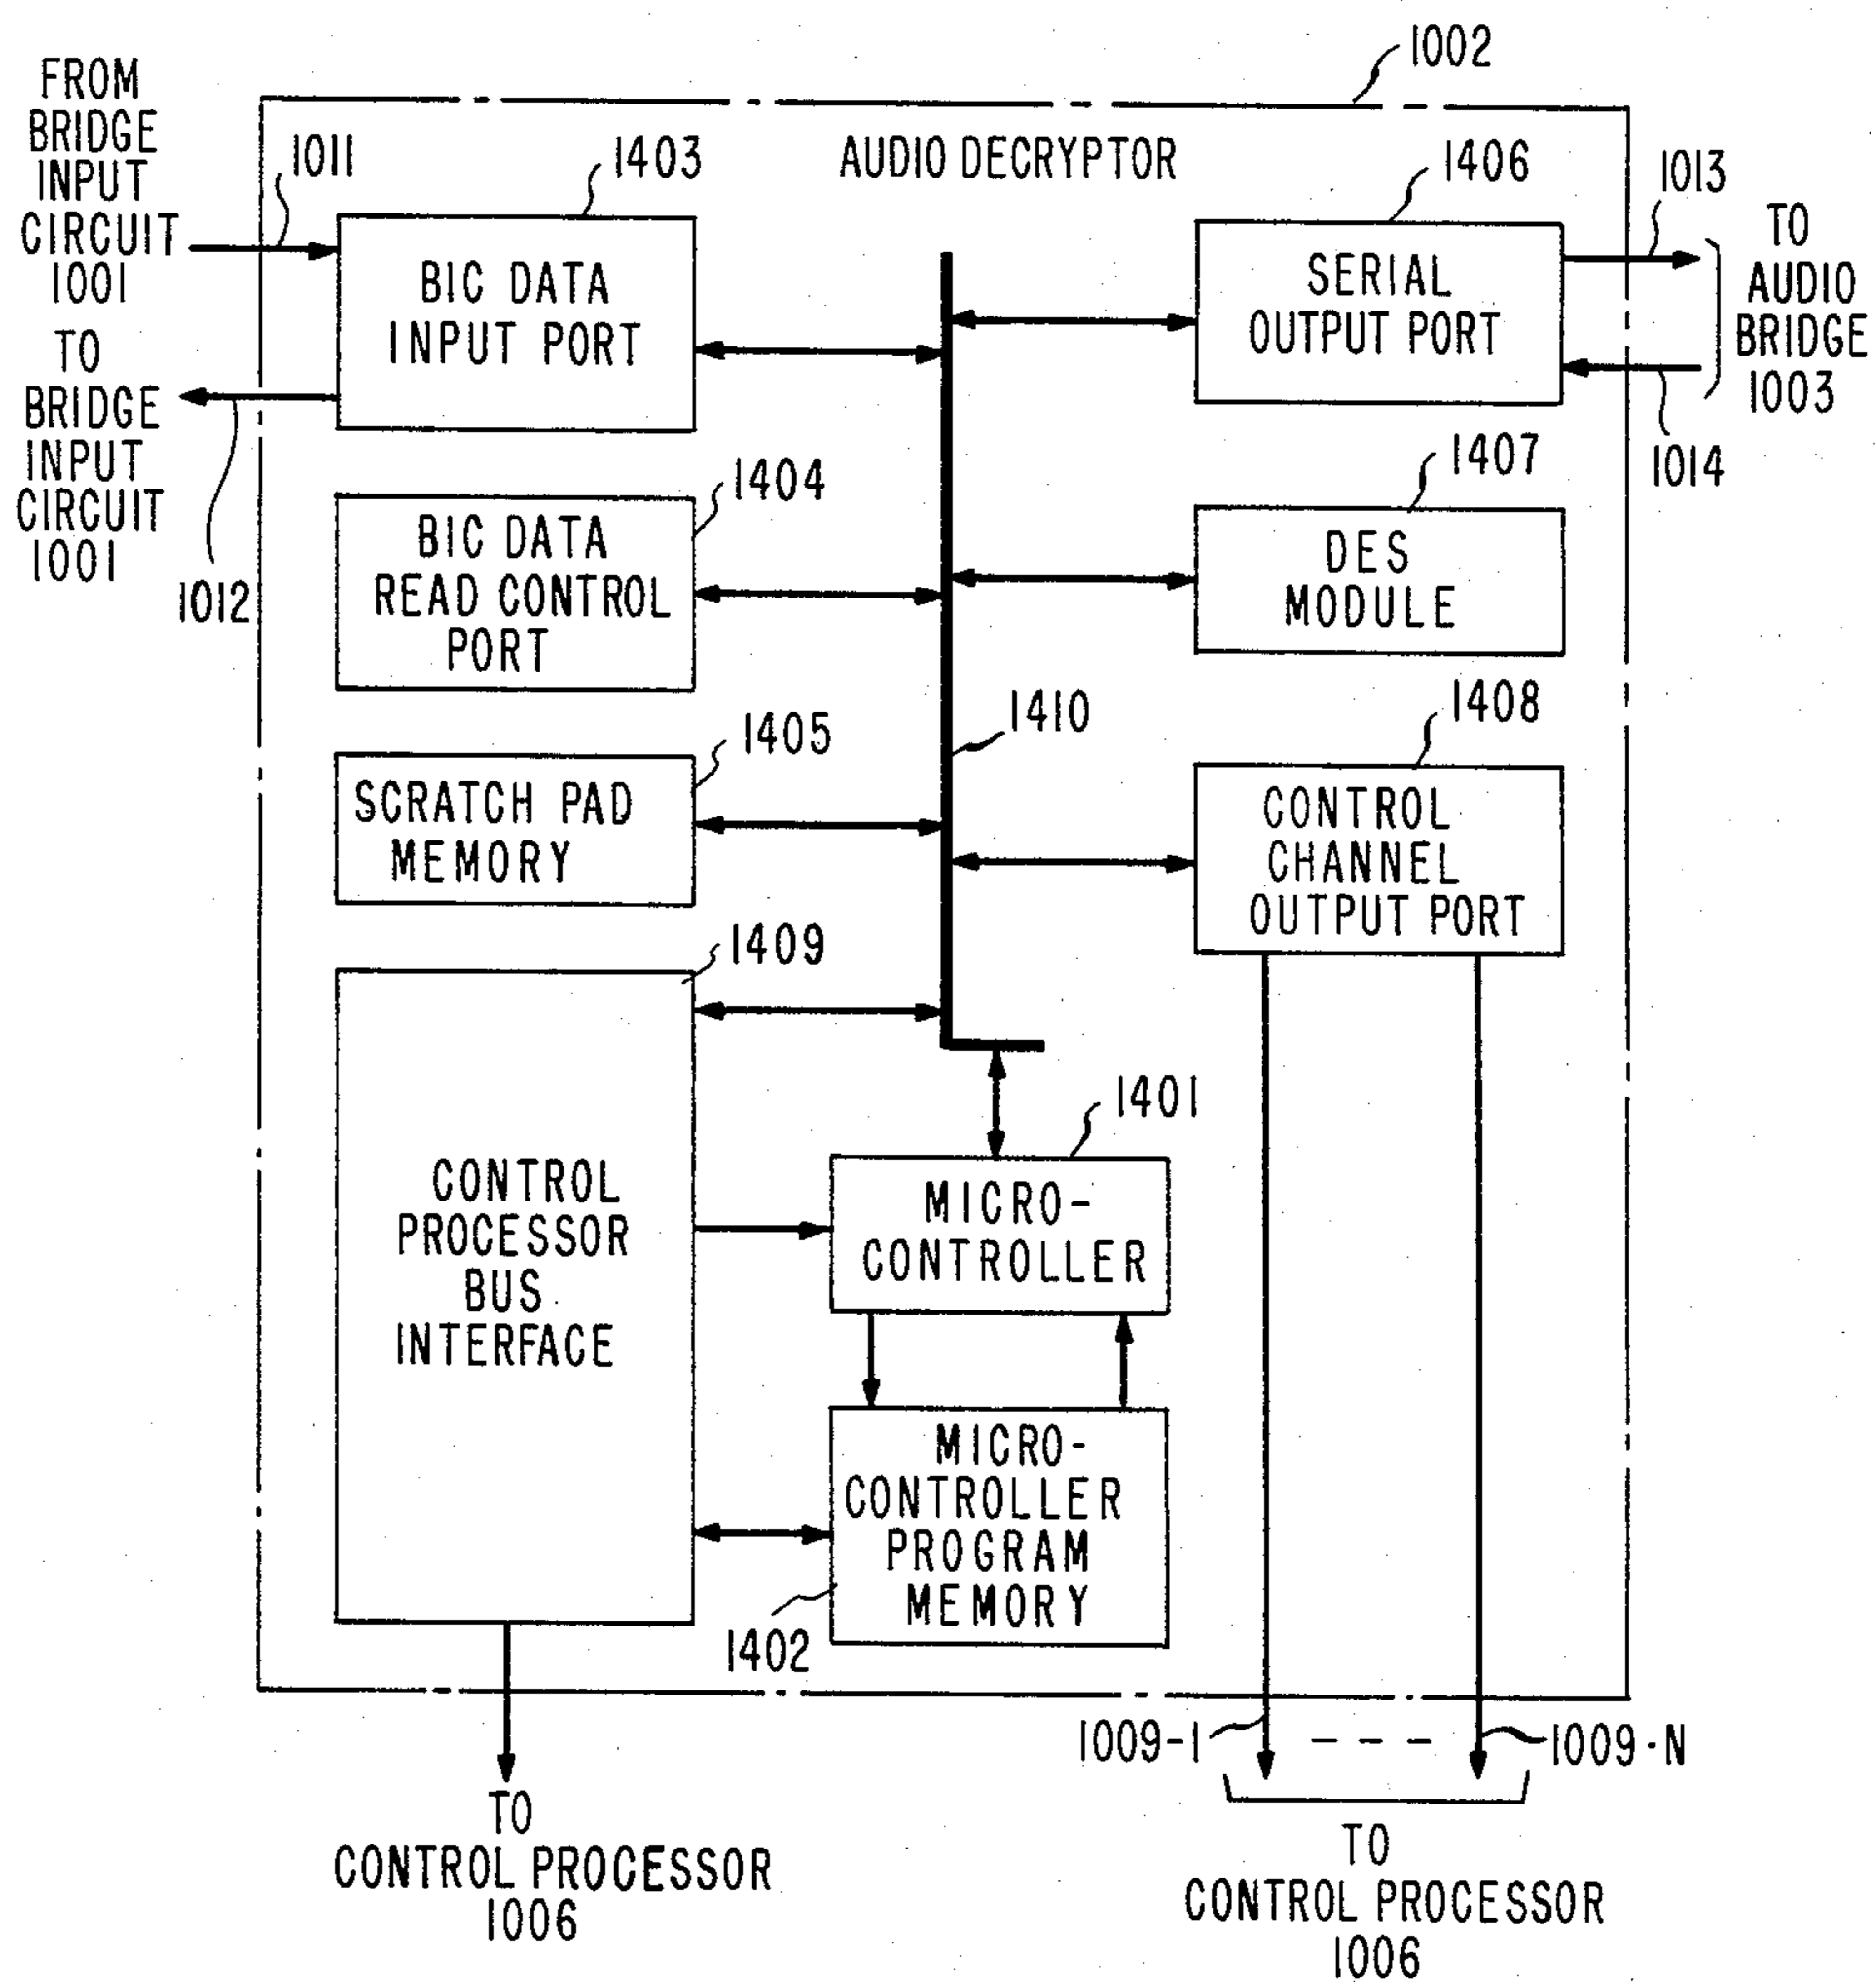 1002
FROM
BRIDGE
INPUT
CIRCUIT
1001
1011
1403
AUDIO DECRYPTOR
1406
1013
TO
AUDIO
BRIDGE
1003
BIC DATA
INPUT PORT
SERIAL
OUTPUT PORT
TO
BRIDGE
INPUT
CIRCUIT
1001
1012
1014
1404
BIC DATA
READ CONTROL
PORT
1407
DES
MODULE
1410
1405
SCRATCH PAD
MEMORY
1408
CONTROL
CHANNEL
OUTPUT PORT
1409
CONTROL
PROCESSOR
BUS
INTERFACE
1401
MICRO-
CONTROLLER
MICRO-
CONTROLLER
PROGRAM
MEMORY
1402
1009-1
- - - -
1009-N
TO
CONTROL PROCESSOR
1006
TO
CONTROL PROCESSOR
1006